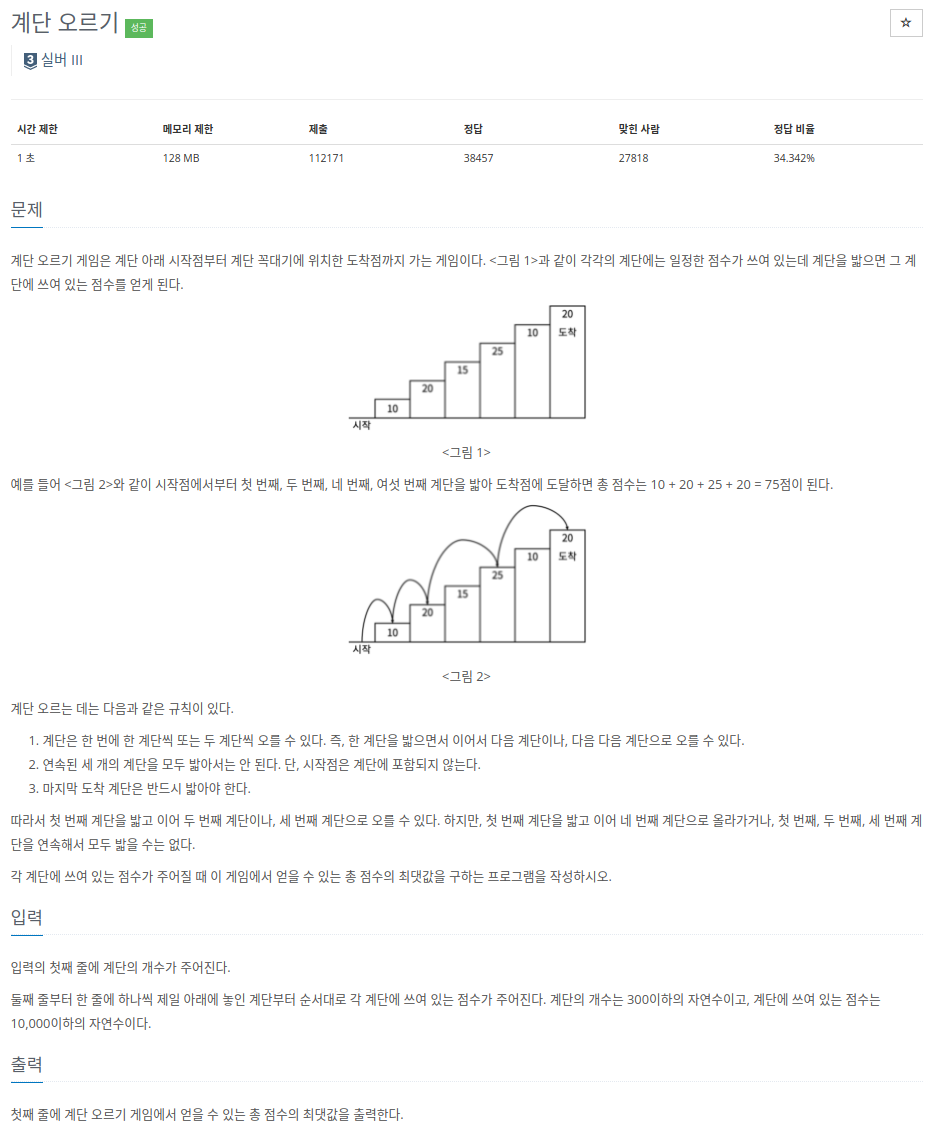 계단 오르기 성공
☆
3 실버 III
시간 제한 메모리 제한 제출 정답 맞힌 사람 정답 비율
1 초 128 MB 112171 38457 27818 34.342%
문제
계단 오르기 게임은 계단 아래 시작점부터 계단 꼭대기에 위치한 도착점까지 가는 게임이다. <그림 1>과 같이 각각의 계단에는 일정한 점수가 쓰여 있는데 계단을 밟으면 그 계
단에 쓰여 있는 점수를 얻게 된다.
20
10 도착
25
15
20
10
시작
<그림 1>
예를 들어 <그림 2>와 같이 시작점에서부터 첫 번째, 두 번째, 네 번째, 여섯 번째 계단을 밟아 도착점에 도달하면 총 점수는 10 + 20 + 25 + 20 = 75점이 된다.
20
10 도착
25
15
20
10
시작
<그림 2>
계단 오르는 데는 다음과 같은 규칙이 있다.
1. 계단은 한 번에 한 계단씩 또는 두 계단씩 오를 수 있다. 즉, 한 계단을 밟으면서 이어서 다음 계단이나, 다음 다음 계단으로 오를 수 있다.
2. 연속된 세 개의 계단을 모두 밟아서는 안 된다. 단, 시작점은 계단에 포함되지 않는다.
3. 마지막 도착 계단은 반드시 밟아야 한다.
따라서 첫 번째 계단을 밟고 이어 두 번째 계단이나, 세 번째 계단으로 오를 수 있다. 하지만, 첫 번째 계단을 밟고 이어 네 번째 계단으로 올라가거나, 첫 번째, 두 번째, 세 번째 계
단을 연속해서 모두 밟을 수는 없다.
각 계단에 쓰여 있는 점수가 주어질 때 이 게임에서 얻을 수 있는 총 점수의 최댓값을 구하는 프로그램을 작성하시오.
입력
입력의 첫째 줄에 계단의 개수가 주어진다.
둘째 줄부터 한 줄에 하나씩 제일 아래에 놓인 계단부터 순서대로 각 계단에 쓰여 있는 점수가 주어진다. 계단의 개수는 300이하의 자연수이고, 계단에 쓰여 있는 점수는
10,000이하의 자연수이다.
출력
첫째 줄에 계단 오르기 게임에서 얻을 수 있는 총 점수의 최댓값을 출력한다.